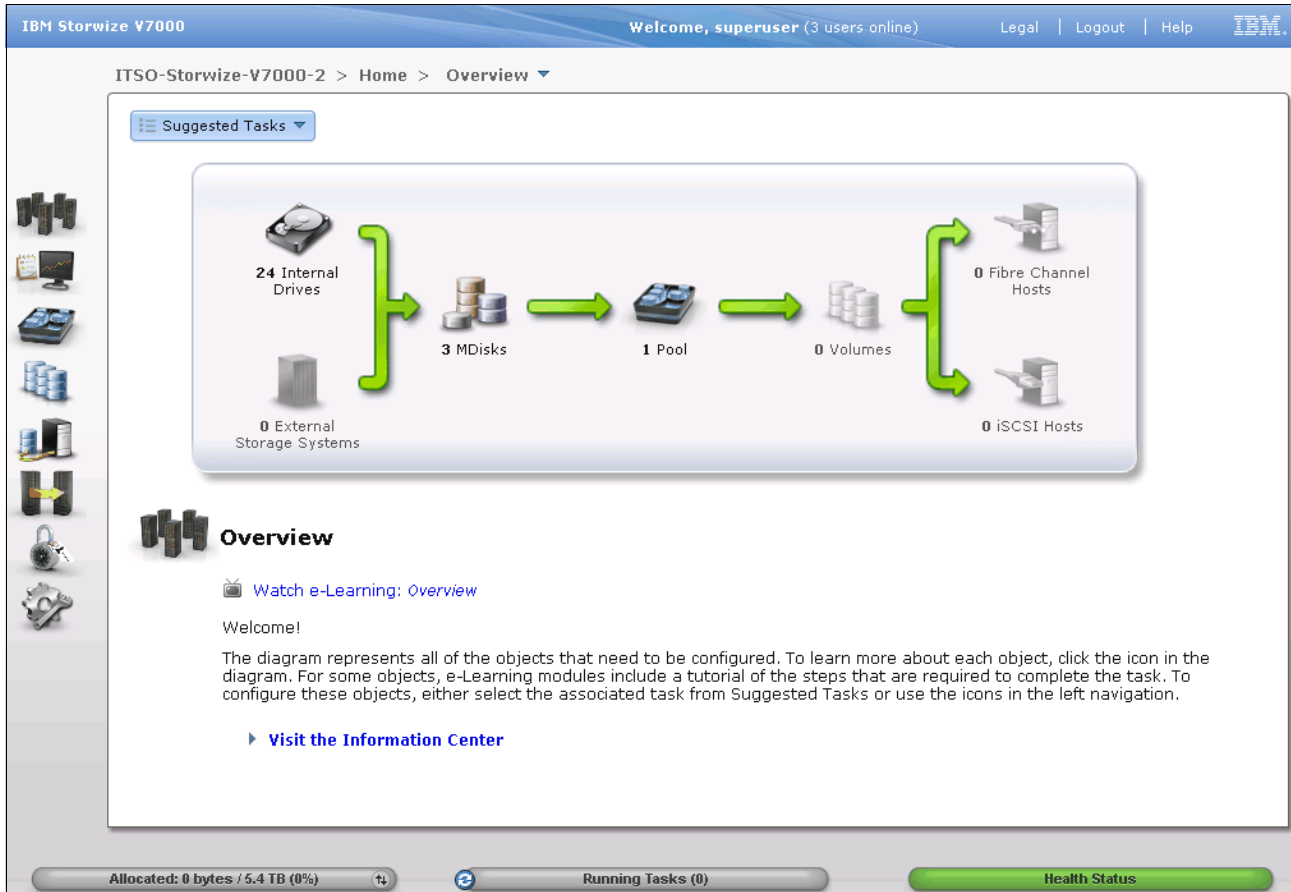 IBM Storwize V7000
Welcome, superuser (3 users online)
Legal | Logout | Help
IBM.
ITSO-Storwize-V7000-2 > Home > Overview
Suggested Tasks
24 Internal
Drives
0 External
Storage Systems
3 MDisks
1 Pool
0 Volumes
0 Fibre Channel
Hosts
0 iSCSI Hosts
Overview
Watch e-Learning: Overview
Welcome!
The diagram represents all of the objects that need to be configured. To learn more about each object, click the icon in the
diagram. For some objects, e-Learning modules include a tutorial of the steps that are required to complete the task. To
configure these objects, either select the associated task from Suggested Tasks or use the icons in the left navigation.
Visit the Information Center
Allocated: 0 bytes / 5.4 TB (0%)
Running Tasks (0)
Health Status